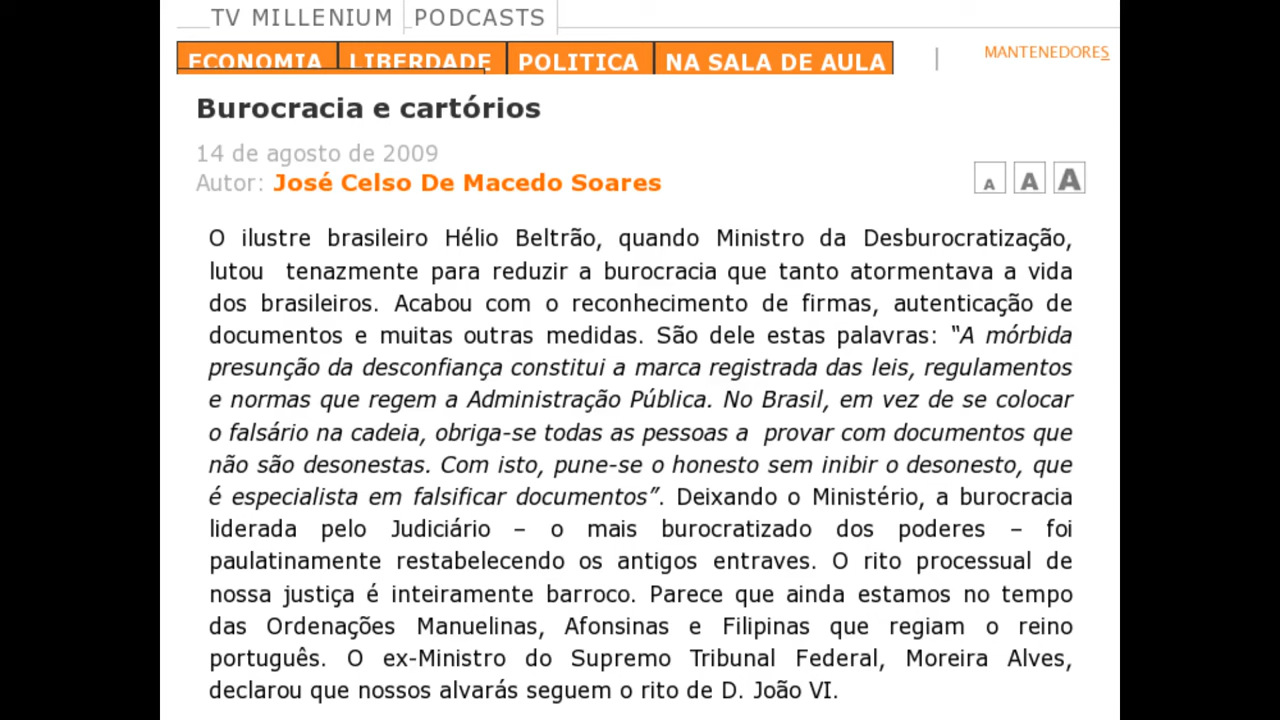 TV MILLENIUM PODCASTS
ECONOMIA LIBERDADE POLITICA NA SALA DE AULA | MANTENEDORES
Burocracia e cartórios
14 de agosto de 2009
Autor: José Celso De Macedo Soares
A A A
O ilustre brasileiro Hélio Beltrão, quando Ministro da Desburocratização,
lutou tenazmente para reduzir a burocracia que tanto atormentava a vida
dos brasileiros. Acabou com o reconhecimento de firmas, autenticação de
documentos e muitas outras medidas. São dele estas palavras: “A mórbida
presunção da desconfiança constitui a marca registrada das leis, regulamentos
e normas que regem a Administração Pública. No Brasil, em vez de se colocar
o falsário na cadeia, obriga-se todas as pessoas a provar com documentos que
não são desonestas. Com isto, pune-se o honesto sem inibir o desonesto, que
é especialista em falsificar documentos”. Deixando o Ministério, a burocracia
liderada pelo Judiciário – o mais burocratizado dos poderes – foi
paulatinamente restabelecendo os antigos entraves. O rito processual de
nossa justiça é inteiramente barroco. Parece que ainda estamos no tempo
das Ordenações Manuelinas, Afonsinas e Filipinas que regiam o reino
português. O ex-Ministro do Supremo Tribunal Federal, Moreira Alves,
declarou que nossos alvarás seguem o rito de D. João VI.